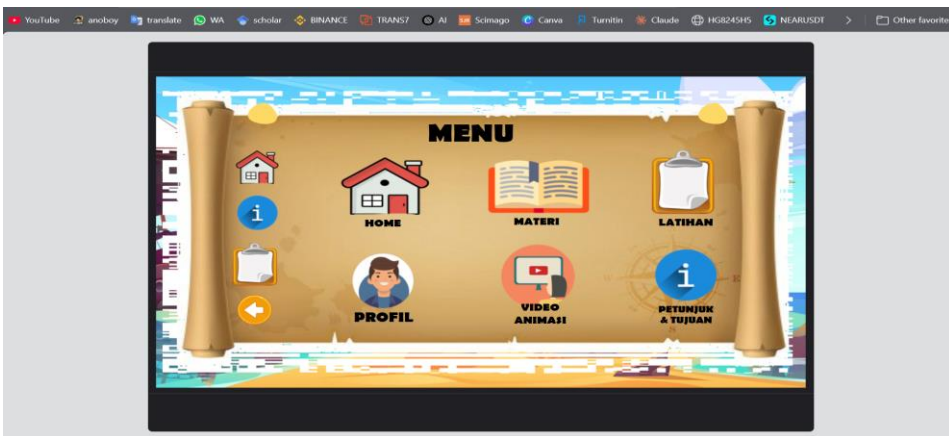 YouTube anoboy translate WA scholar BINANCE TRANS7 AI Scimago Canva Turnitin Claude HG8245H5 NEARUSDT > Other favorite
MENU
HOME
MATERI
LATIHAN
PROFIL
VIDEO
ANIMASI
PETUNJUK
& TUJUAN